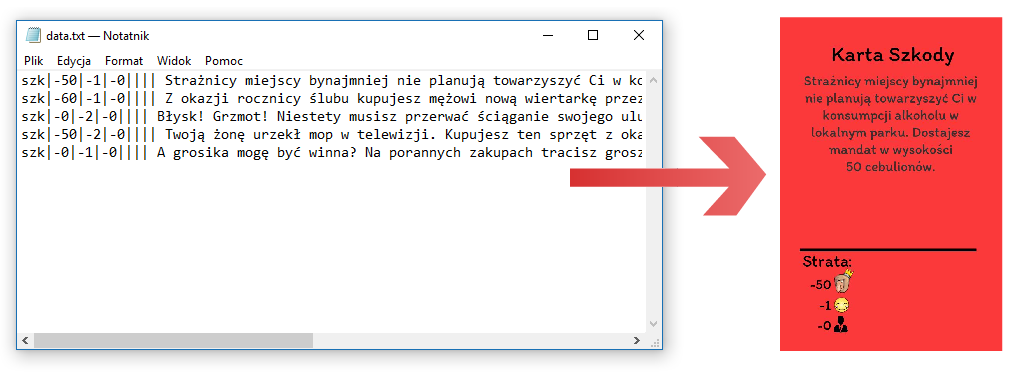 data.txt — Notatnik
Plik Edycja Format Widok Pomoc
szk|-50|-1|-0|||| Strażnicy miejscy bynajmniej nie planują towarzyszyć Ci w
szk|-60|-1|-0|||| Z okazji rocznicy ślubu kupujesz mężowi nową wiertarkę
szk|-0|-2|-0|||| Błysk! Grzmot! Niestety musisz przerwać ściąganie swojego
szk|-50|-2|-0|||| Twoją żonę urzekł mop w telewizji. Kupujesz ten sprzęt z
szk|-0|-1|-0|||| A grosika mogę być winna? Na porannych zakupach tracisz
Karta Szkody
Strażnicy miejscy bynajmniej
nie planują towarzyszyć Ci w
konsumpcji alkoholu w
lokalnym parku. Dostajesz
mandat w wysokości
50 cebulionów.
Strata:
-50
-1
-0